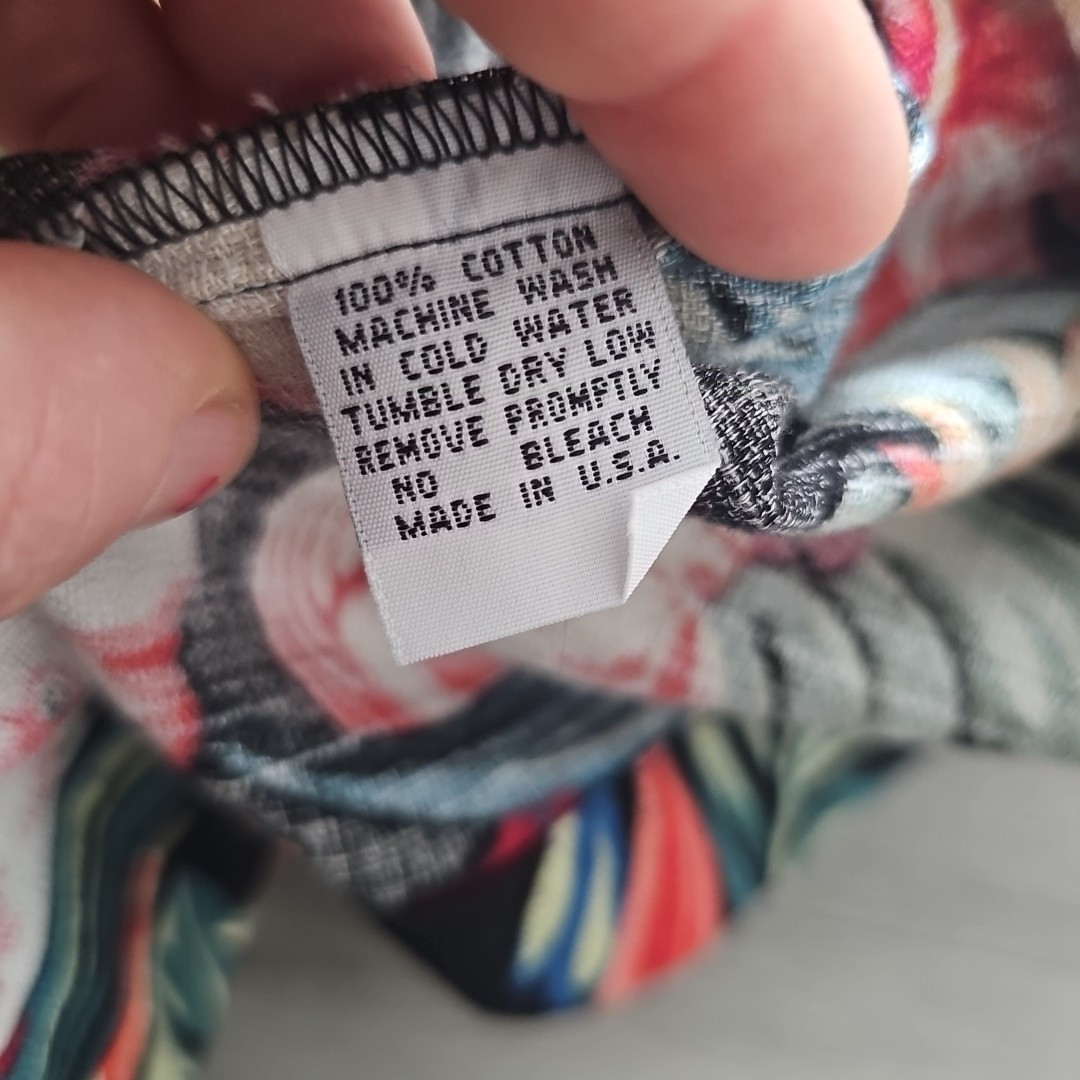 100% COTTON
MACHINE WASH
IN COLD WATER
TUMBLE DRY LOW
REMOVE PROMPTLY
NO BLEACH
MADE IN U.S.A.